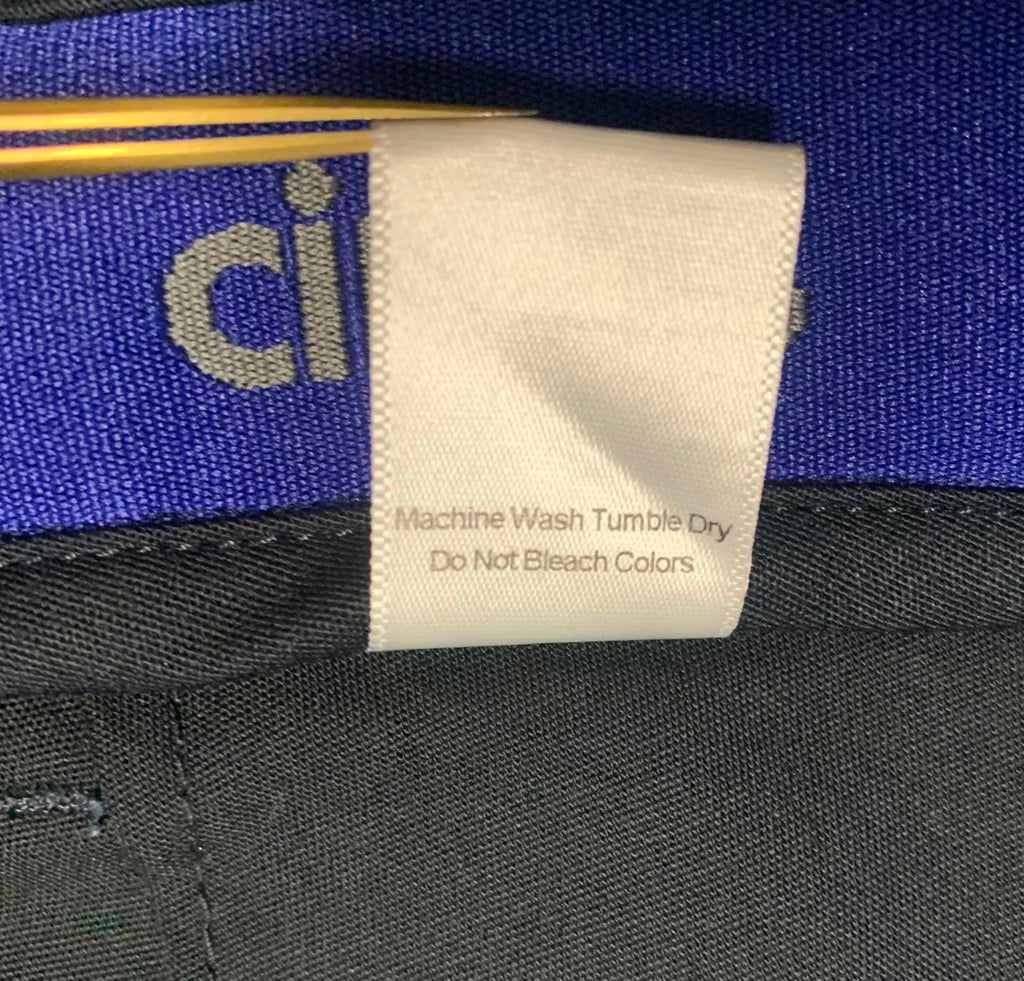 ci
Machine Wash Tumble Dry
Do Not Bleach Colors